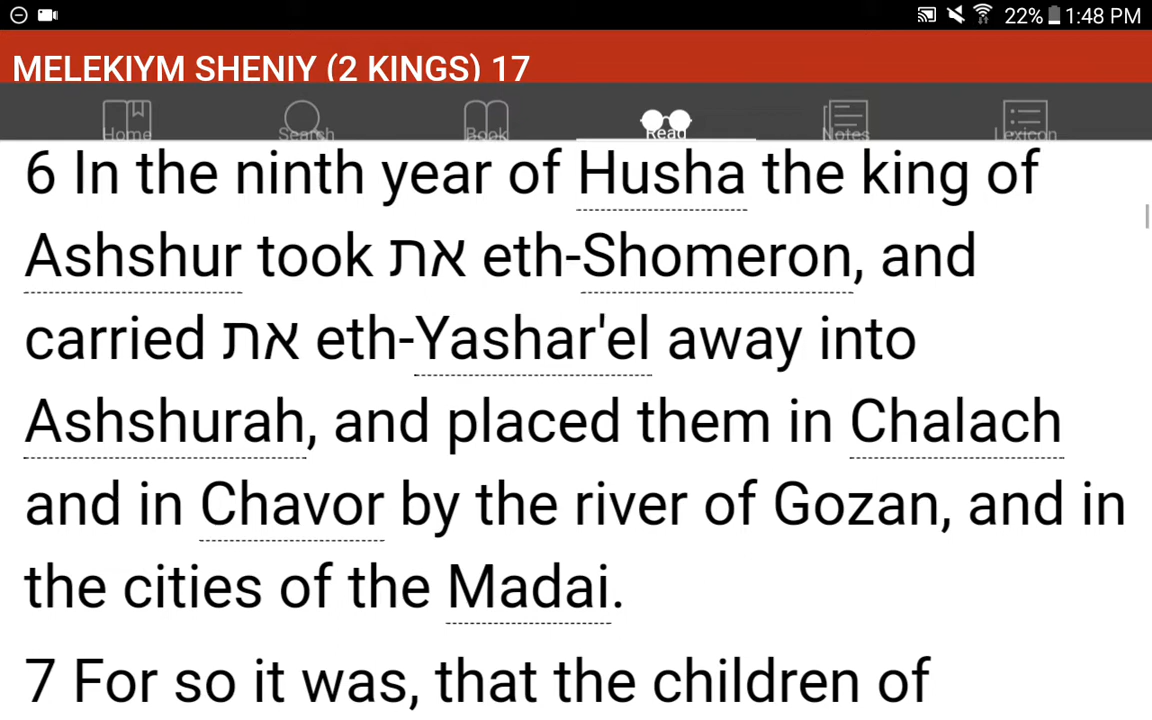 22% 1:48 PM
MELEKIYM SHENIY (2 KINGS) 17
Home Search Book Read Notes Lexicon
6 In the ninth year of Husha the king of
Ashshur took את eth-Shomeron, and
carried את eth-Yashar'el away into
Ashshurah, and placed them in Chalach
and in Chavor by the river of Gozan, and in
the cities of the Madai.
7 For so it was, that the children of